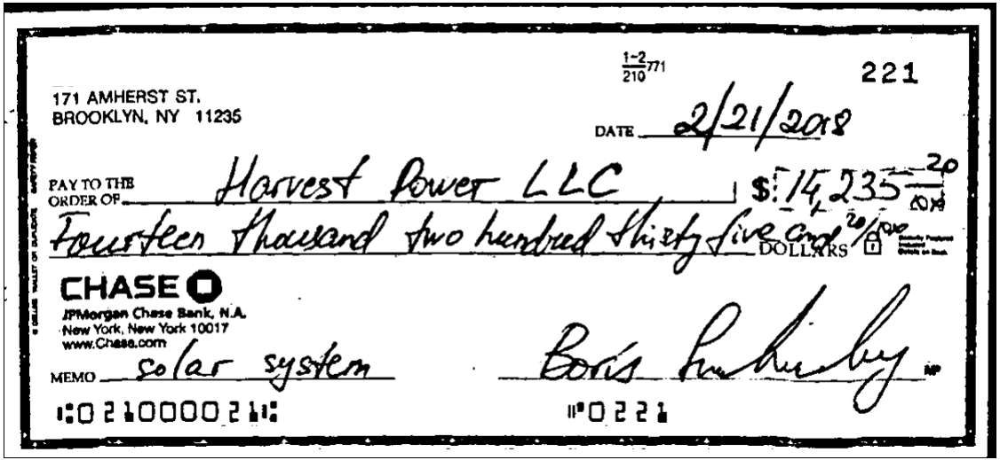 1-2
210 771
221
171 AMHERST ST.
BROOKLYN, NY 11235
DATE 2/21/2018
PAY TO THE
ORDER OF Harvest Power LLC $ 14,235 20/100
Fourteen thousand two hundred thirty five and 20/100 DOLLARS
CHASE
JPMorgan Chase Bank, N.A.
New York, New York 10017
www.Chase.com
MEMO solar system Boris MP
⑆021000021⑆ ⑈0221